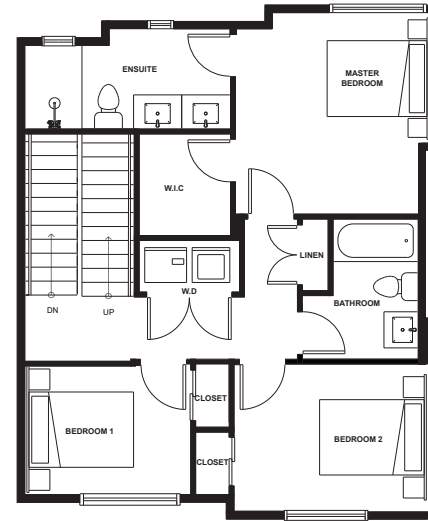 ENSUITE
MASTER
BEDROOM
W.I.C
LINEN
W.D
BATHROOM
DN
UP
CLOSET
BEDROOM 1
BEDROOM 2
CLOSET